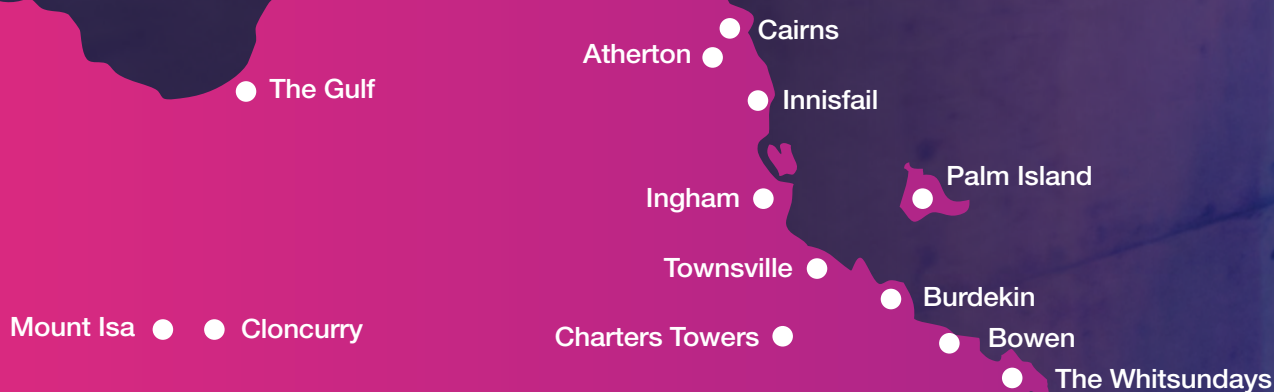 Cairns
Atherton
The Gulf
Innisfail
Palm Island
Ingham
Townsville
Burdekin
Mount Isa
Cloncurry
Charters Towers
Bowen
The Whitsundays